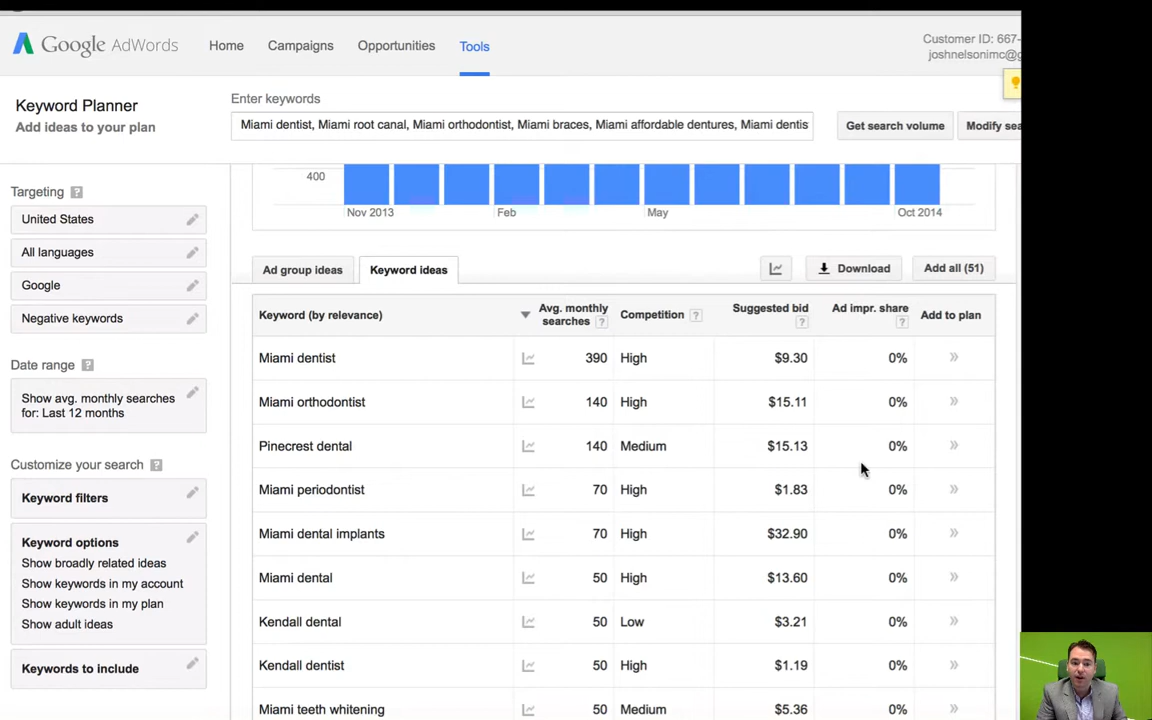 Google AdWords Home Campaigns Opportunities Tools
Customer ID: 667-
joshnelsonimc@g
Keyword Planner
Add ideas to your plan
Enter keywords
Miami dentist, Miami root canal, Miami orthodontist, Miami braces, Miami affordable dentures, Miami dentis
Get search volume
Modify sea
Targeting ?
United States
All languages
Google
Negative keywords
Date range ?
Show avg. monthly searches
for: Last 12 months
Customize your search ?
Keyword filters
Keyword options
Show broadly related ideas
Show keywords in my account
Show keywords in my plan
Show adult ideas
Keywords to include
400
Nov 2013 Feb May Oct 2014
Ad group ideas Keyword ideas Download Add all (51)
Keyword (by relevance) Avg. monthly searches ? Competition ? Suggested bid ? Ad impr. share ? Add to plan
Miami dentist 390 High $9.30 0% »
Miami orthodontist 140 High $15.11 0% »
Pinecrest dental 140 Medium $15.13 0% »
Miami periodontist 70 High $1.83 0% »
Miami dental implants 70 High $32.90 0% »
Miami dental 50 High $13.60 0% »
Kendall dental 50 Low $3.21 0% »
Kendall dentist 50 High $1.19 0% »
Miami teeth whitening 50 Medium $5.36 0% »